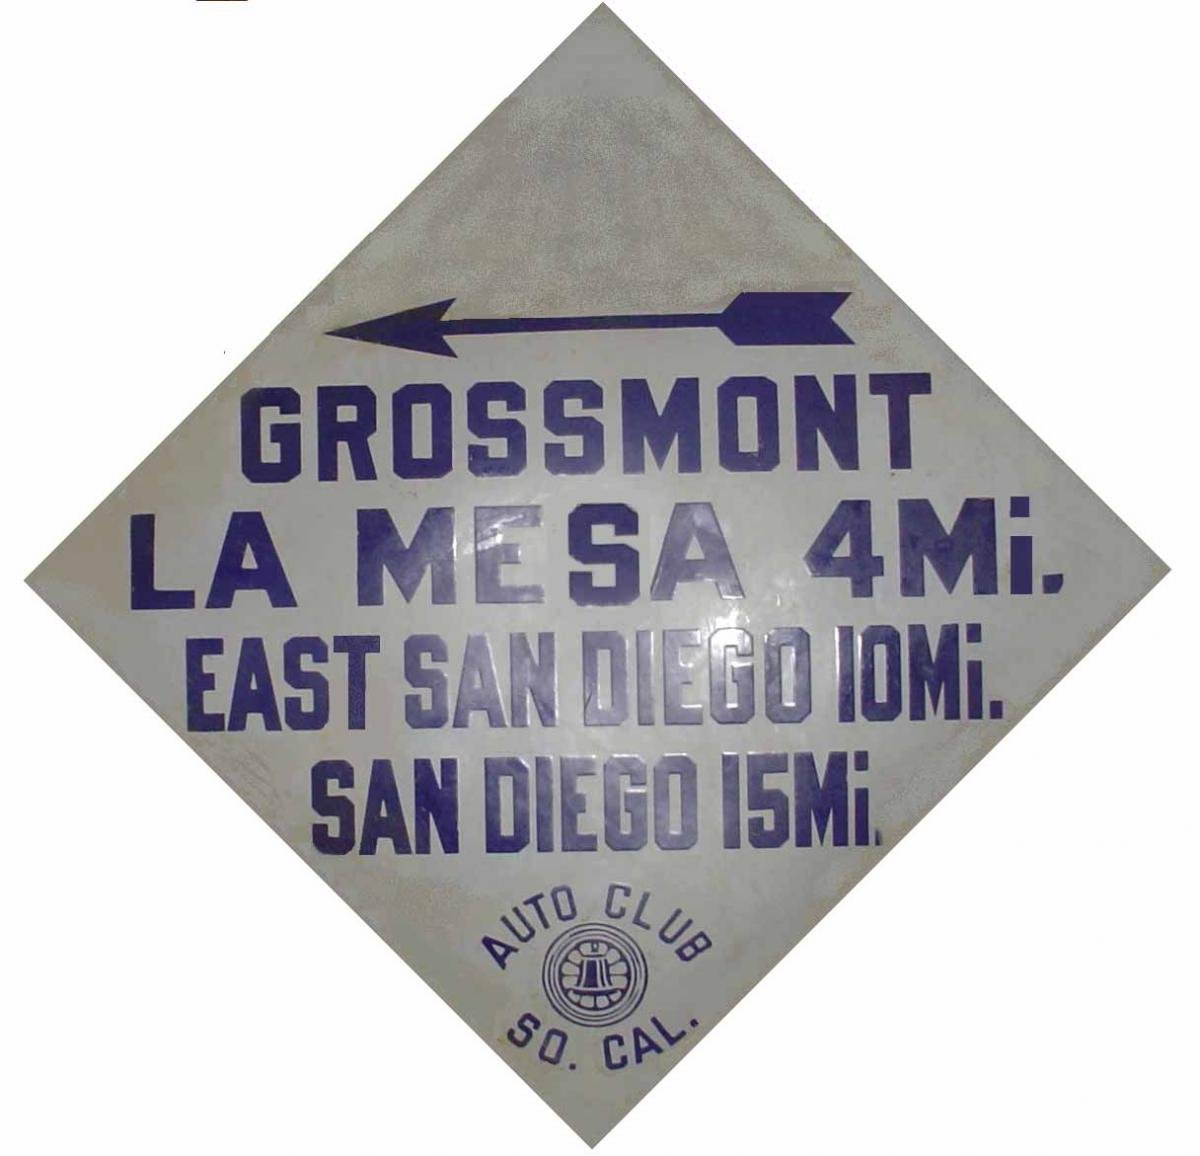 GROSSMONT
LA MESA 4Mi.
EAST SAN DIEGO 10Mi.
SAN DIEGO 15Mi.
AUTO CLUB
SO. CAL.